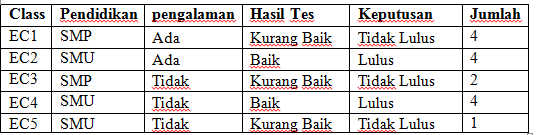 Class Pendidikan pengalaman Hasil Tes Keputusan Jumlah
EC1 SMP Ada Kurang Baik Tidak Lulus 4
EC2 SMU Ada Baik Lulus 4
EC3 SMP Tidak Kurang Baik Tidak Lulus 2
EC4 SMU Tidak Baik Lulus 4
EC5 SMU Tidak Kurang Baik Tidak Lulus 1